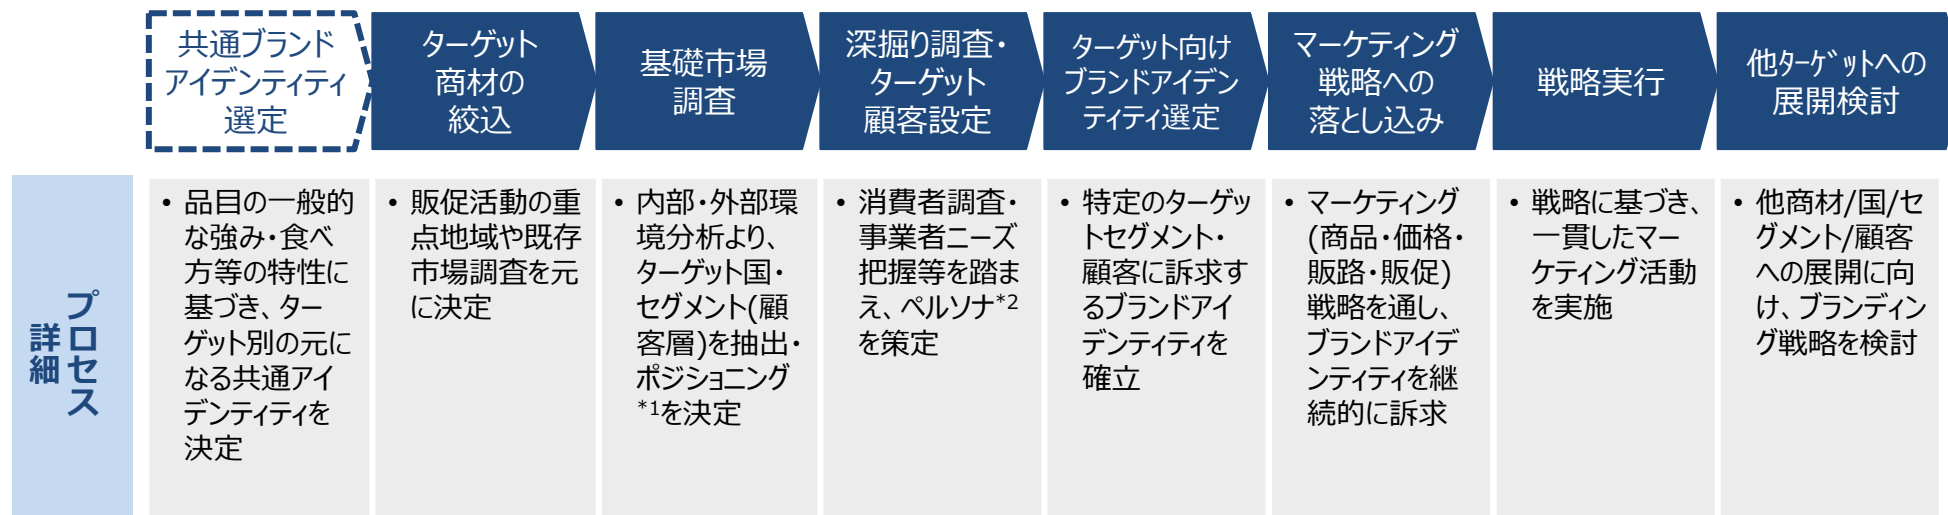 共通ブランド
アイデンティティ
選定
ターゲット
商材の
絞込
基礎市場
調査
深掘り調査・
ターゲット
顧客設定
ターゲット向け
ブランドアイデン
ティティ選定
マーケティング
戦略への
落とし込み
戦略実行
他ﾀｰｹﾞｯﾄへの
展開検討
プロセス
詳細
• 品目の一般的
な強み・食べ
方等の特性に
基づき、ター
ゲット別の元に
なる共通アイ
デンティティを
決定
• 販促活動の重
点地域や既存
市場調査を元
に決定
• 内部・外部環
境分析より、
ターゲット国・
セグメント(顧
客層)を抽出・
ポジショニング
*1を決定
• 消費者調査・
事業者ニーズ
把握等を踏ま
え、ペルソナ*2
を策定
• 特定のターゲッ
トセグメント・
顧客に訴求す
るブランドアイ
デンティティを
確立
• マーケティング
(商品・価格・
販路・販促)
戦略を通し、
ブランドアイデ
ンティティを継
続的に訴求
• 戦略に基づき、
一貫したマー
ケティング活動
を実施
• 他商材/国/セ
グメント/顧客
への展開に向
け、ブランディン
グ戦略を検討